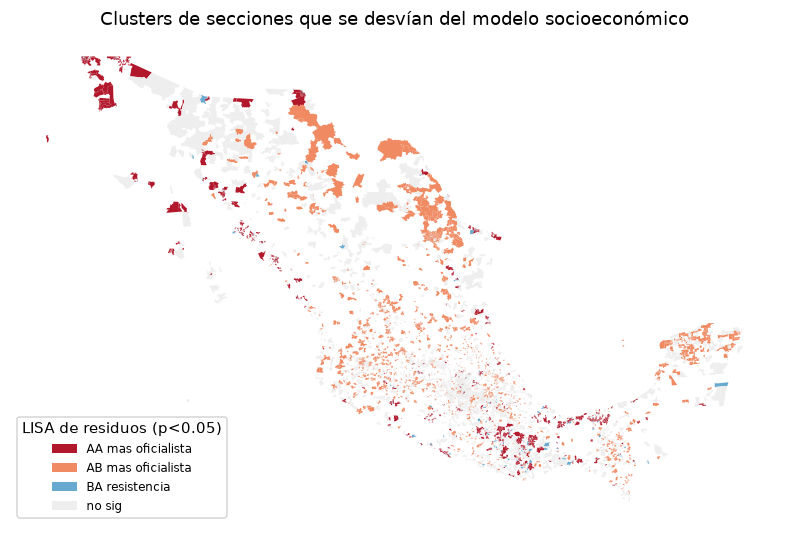 Clusters de secciones que se desvían del modelo socioeconómico
LISA de residuos (p<0.05)
AA mas oficialista
AB mas oficialista
BA resistencia
no sig